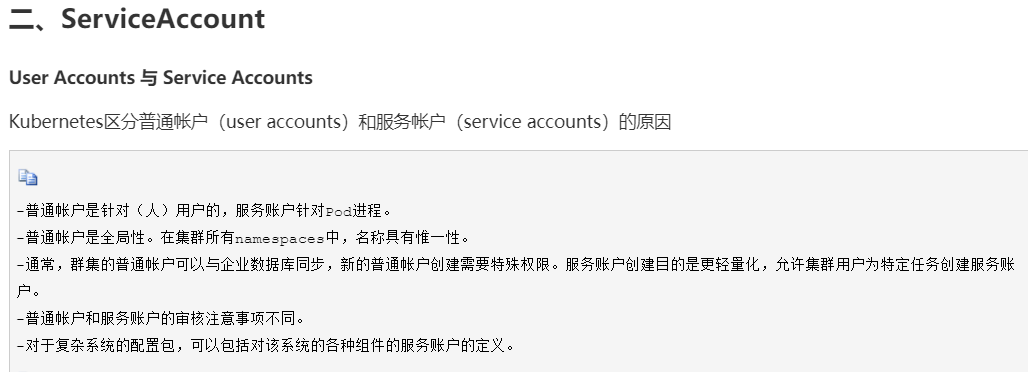 二、ServiceAccount
User Accounts 与 Service Accounts
Kubernetes区分普通帐户（user accounts）和服务帐户（service accounts）的原因
-普通帐户是针对（人）用户的，服务账户针对Pod进程。
-普通帐户是全局性。在集群所有namespaces中，名称具有惟一性。
-通常，群集的普通帐户可以与企业数据库同步，新的普通帐户创建需要特殊权限。服务账户创建目的是更轻量化，允许集群用户为特定任务创建服务账
户。
-普通帐户和服务账户的审核注意事项不同。
-对于复杂系统的配置包，可以包括对该系统的各种组件的服务账户的定义。